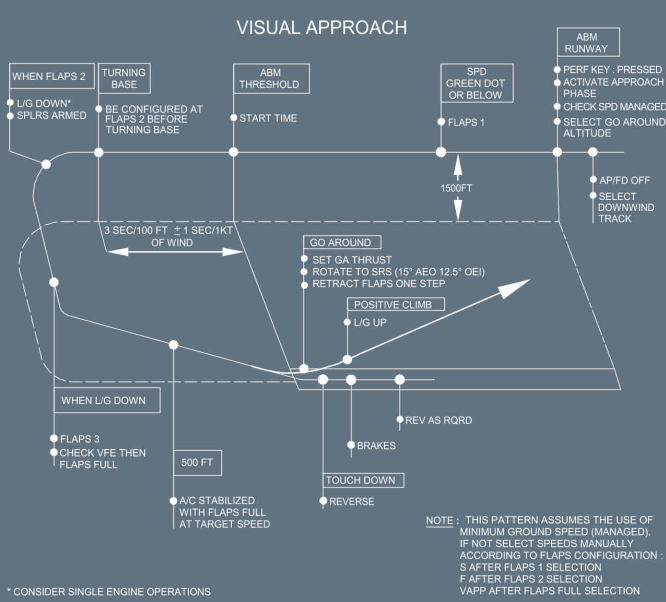 VISUAL APPROACH
WHEN FLAPS 2
L/G DOWN*
SPLRS ARMED
TURNING
BASE
BE CONFIGURED AT
FLAPS 2 BEFORE
TURNING BASE
ABM
THRESHOLD
START TIME
SPD
GREEN DOT
OR BELOW
FLAPS 1
ABM
RUNWAY
PERF KEY : PRESSED
ACTIVATE APPROACH
PHASE
CHECK SPD MANAGED
SELECT GO AROUND
ALTITUDE
AP/FD OFF
SELECT
DOWNWIND
TRACK
1500FT
3 SEC/100 FT ± 1 SEC/1KT
OF WIND
GO AROUND
SET GA THRUST
ROTATE TO SRS (15° AEO 12.5° OEI)
RETRACT FLAPS ONE STEP
POSITIVE CLIMB
L/G UP
WHEN L/G DOWN
FLAPS 3
CHECK VFE THEN
FLAPS FULL
500 FT
A/C STABILIZED
WITH FLAPS FULL
AT TARGET SPEED
TOUCH DOWN
REVERSE
BRAKES
REV AS RQRD
NOTE : THIS PATTERN ASSUMES THE USE OF
MINIMUM GROUND SPEED (MANAGED).
IF NOT SELECT SPEEDS MANUALLY
ACCORDING TO FLAPS CONFIGURATION :
S AFTER FLAPS 1 SELECTION
F AFTER FLAPS 2 SELECTION
VAPP AFTER FLAPS FULL SELECTION
* CONSIDER SINGLE ENGINE OPERATIONS